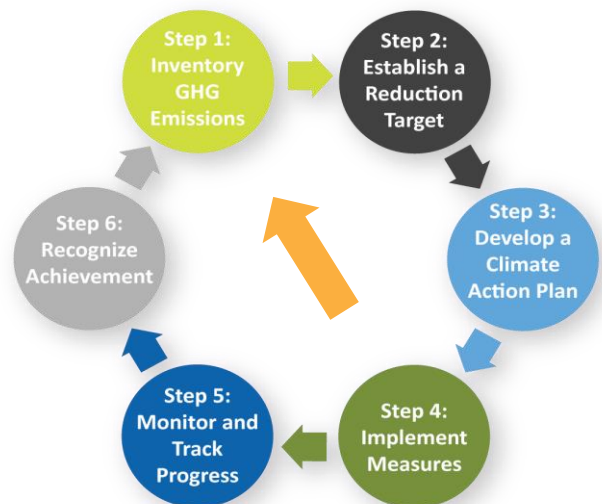 Step 1:
Inventory
GHG
Emissions
Step 2:
Establish a
Reduction
Target
Step 3:
Develop a
Climate
Action Plan
Step 4:
Implement
Measures
Step 5:
Monitor and
Track
Progress
Step 6:
Recognize
Achievement